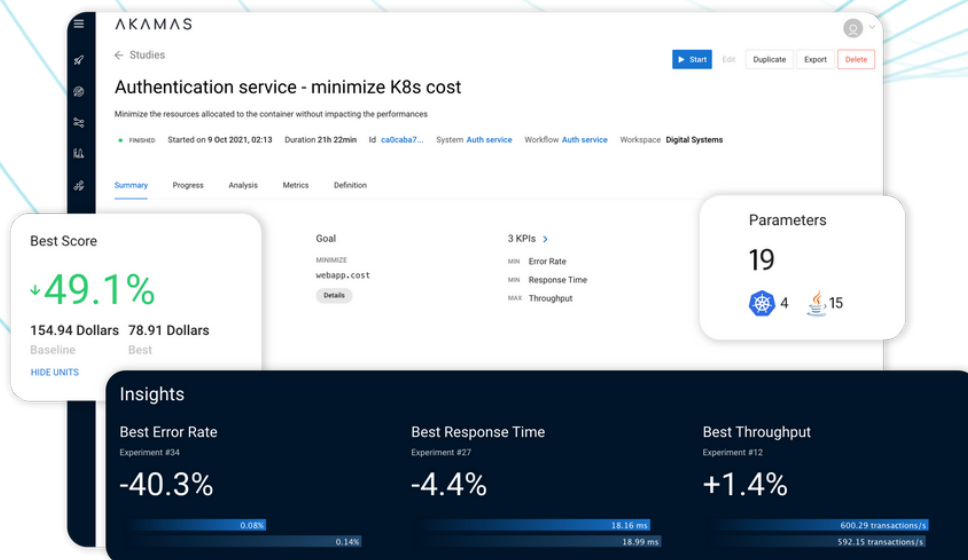 AKAMAS
Studies
Start Edit Duplicate Export Delete
Authentication service - minimize K8s cost
Minimize the resources allocated to the container without impacting the performances
FINISHED Started on 9 Oct 2021, 02:13 Duration 21h 22min Id ca0caba7... System Auth service Workflow Auth service Workspace Digital Systems
Summary Progress Analysis Metrics Definition
Best Score
49.1%
154.94 Dollars 78.91 Dollars
Baseline Best
HIDE UNITS
Goal
MINIMIZE
webapp.cost
Details
3 KPIs
MIN Error Rate
MIN Response Time
MAX Throughput
Parameters
19
4 15
Insights
Best Error Rate
Experiment #34
-40.3%
0.08%
0.14%
Best Response Time
Experiment #27
-4.4%
18.16 ms
18.99 ms
Best Throughput
Experiment #12
+1.4%
600.29 transactions/s
592.15 transactions/s